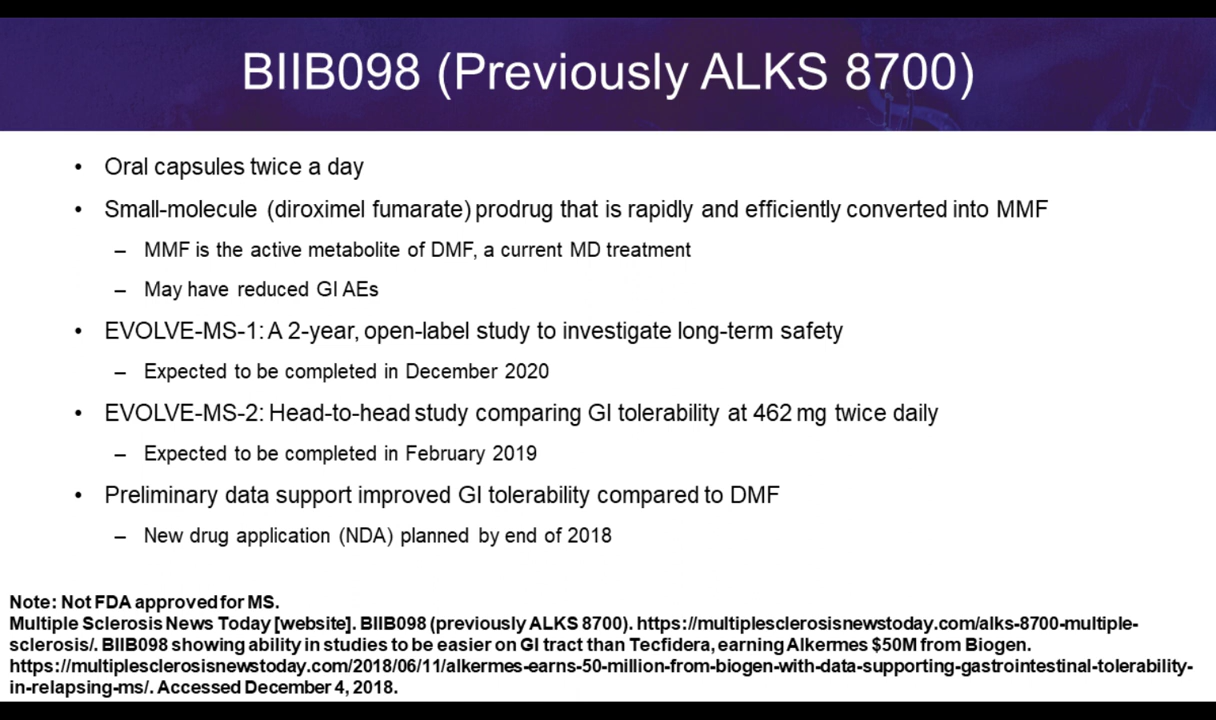 BIIB098 (Previously ALKS 8700)
• Oral capsules twice a day
• Small-molecule (diroximel fumarate) prodrug that is rapidly and efficiently converted into MMF
– MMF is the active metabolite of DMF, a current MD treatment
– May have reduced GI AEs
• EVOLVE-MS-1: A 2-year, open-label study to investigate long-term safety
– Expected to be completed in December 2020
• EVOLVE-MS-2: Head-to-head study comparing GI tolerability at 462 mg twice daily
– Expected to be completed in February 2019
• Preliminary data support improved GI tolerability compared to DMF
– New drug application (NDA) planned by end of 2018
Note: Not FDA approved for MS.
Multiple Sclerosis News Today [website]. BIIB098 (previously ALKS 8700). https://multiplesclerosisnewstoday.com/alks-8700-multiple-
sclerosis/. BIIB098 showing ability in studies to be easier on GI tract than Tecfidera, earning Alkermes $50M from Biogen.
https://multiplesclerosisnewstoday.com/2018/06/11/alkermes-earns-50-million-from-biogen-with-data-supporting-gastrointestinal-tolerability-
in-relapsing-ms/. Accessed December 4, 2018.